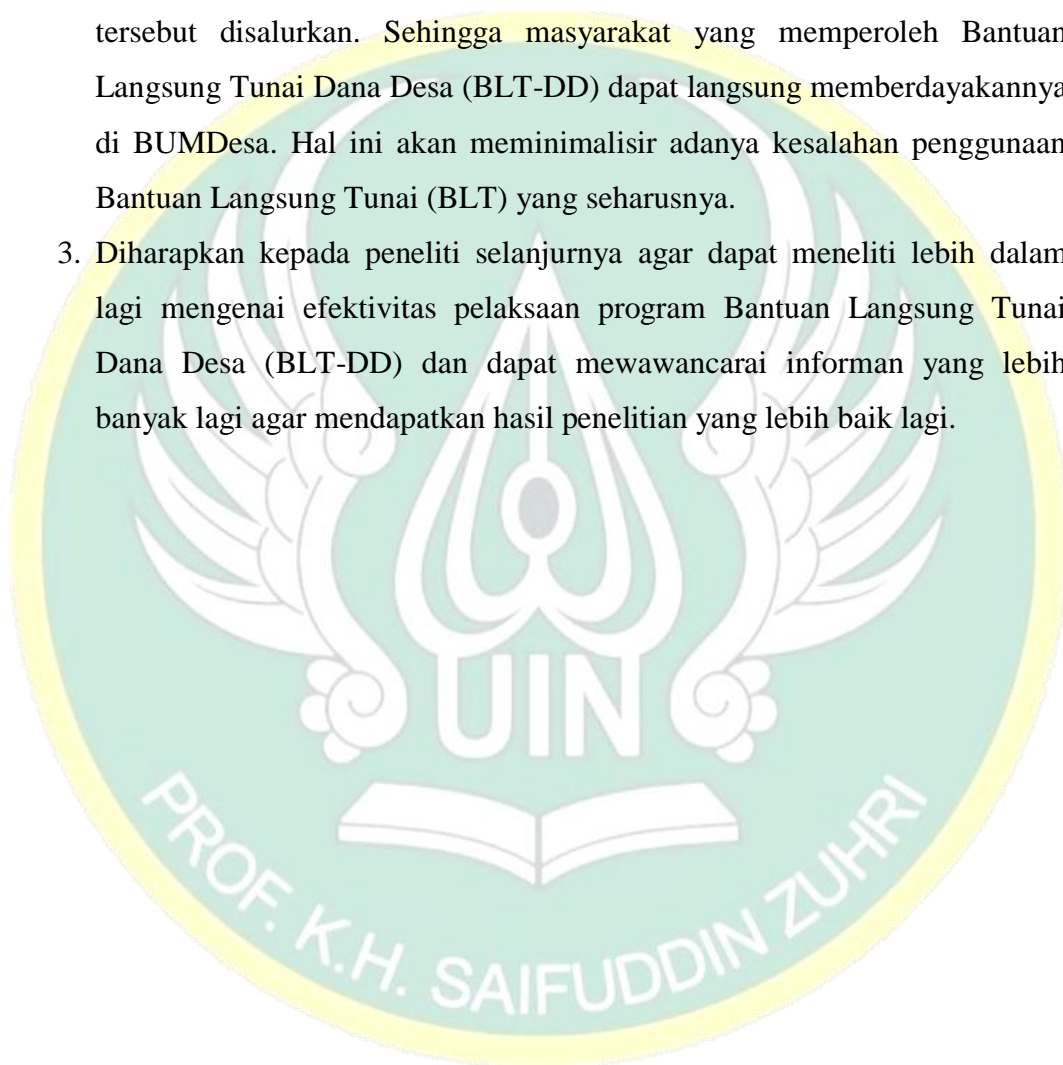 tersebut disalurkan. Sehingga masyarakat yang memperoleh Bantuan
Langsung Tunai Dana Desa (BLT-DD) dapat langsung memberdayakannya
di BUMDesa. Hal ini akan meminimalisir adanya kesalahan penggunaan
Bantuan Langsung Tunai (BLT) yang seharusnya.
3. Diharapkan kepada peneliti selanjurnya agar dapat meneliti lebih dalam
lagi mengenai efektivitas pelaksaan program Bantuan Langsung Tunai
Dana Desa (BLT-DD) dan dapat mewawancarai informan yang lebih
banyak lagi agar mendapatkan hasil penelitian yang lebih baik lagi.
UIN
PROF. K.H. SAIFUDDIN ZUHRI